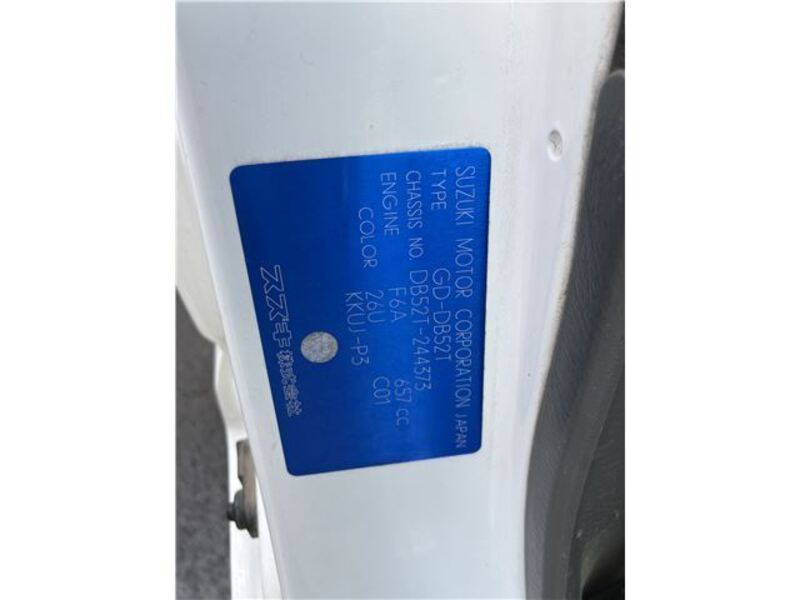 SUZUKI MOTOR CORPORATION JAPAN
TYPE GD-DB52T
CHASSIS NO. DB52T-244373
ENGINE F6A 657 CC
COLOR 26U C01
KKUJ-P3
スズキ株式会社